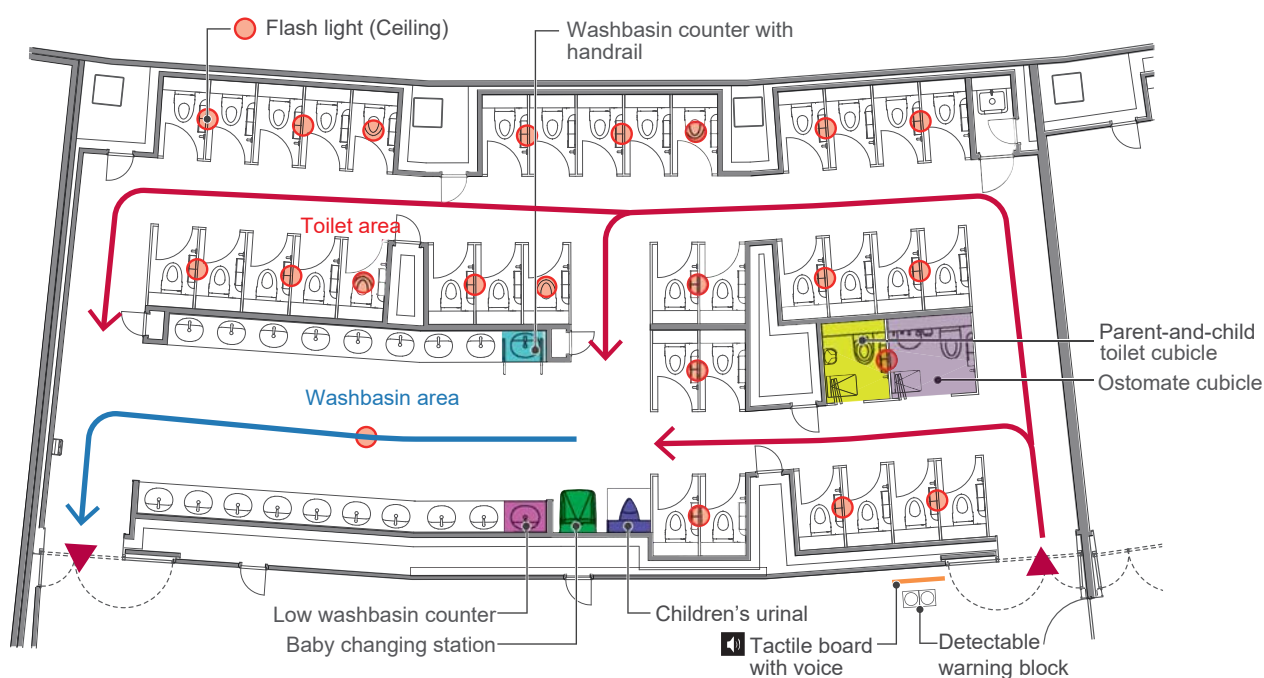 Flash light (Ceiling)
Washbasin counter with
handrail
Toilet area
Parent-and-child
toilet cubicle
Ostomate cubicle
Washbasin area
Low washbasin counter
Baby changing station
Children’s urinal
Tactile board
with voice
Detectable
warning block